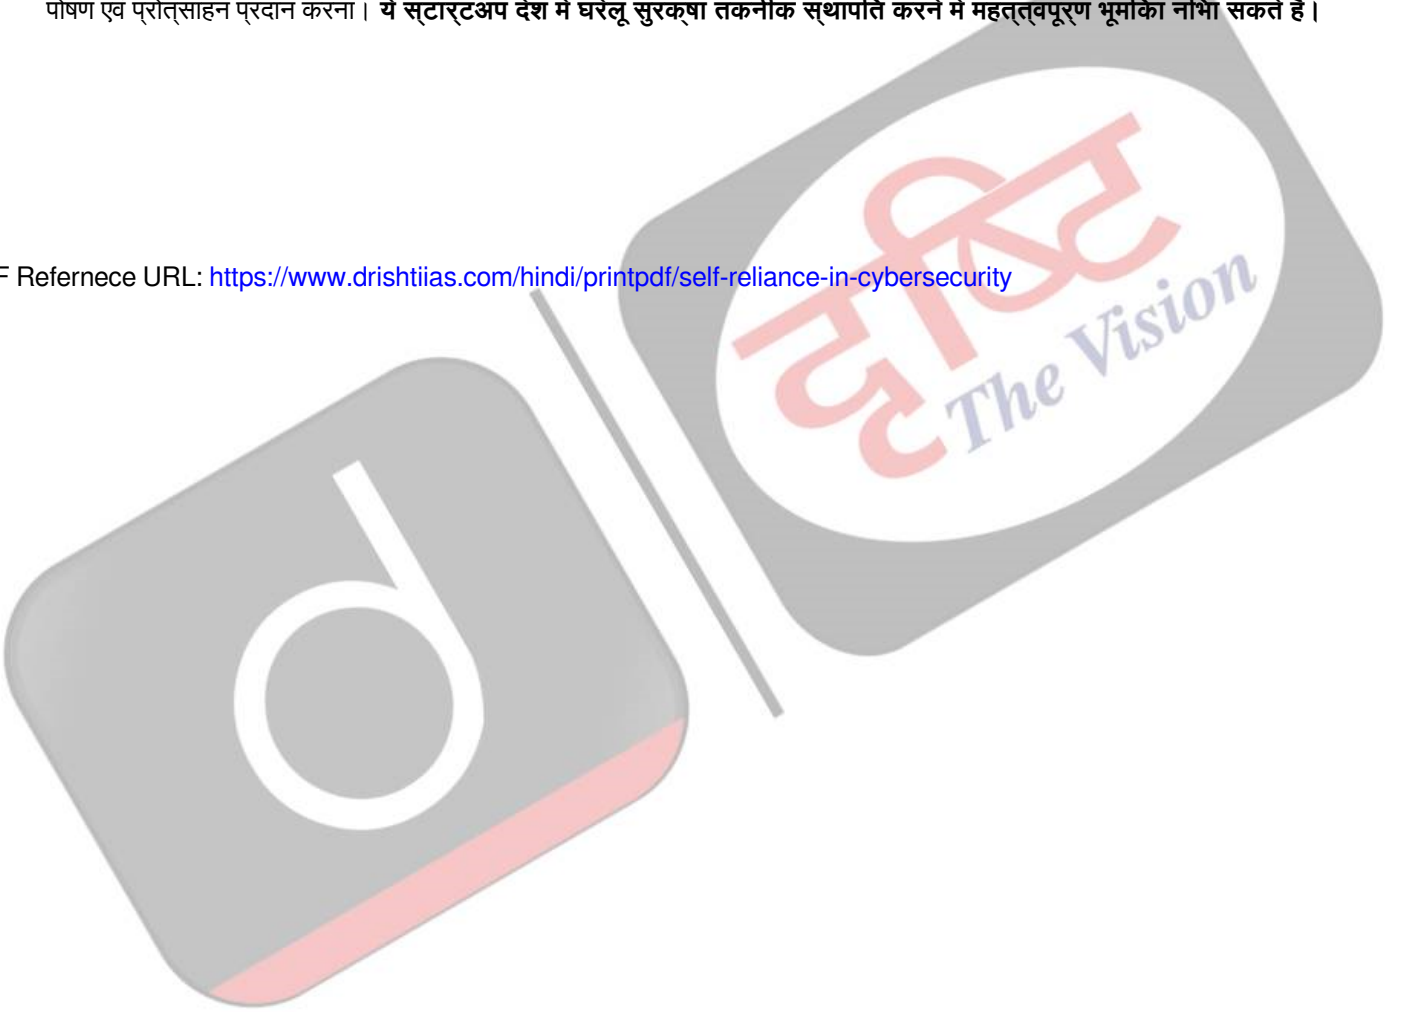 पोषण एवं प्रोत्साहन प्रदान करना। ये स्टार्टअप देश में घरेलू सुरक्षा तकनीक स्थापित करने में महत्त्वपूर्ण भूमिका निभा सकते हैं।
F Refernece URL: https://www.drishtiias.com/hindi/printpdf/self-reliance-in-cybersecurity
दृष्टि
The Vision
d